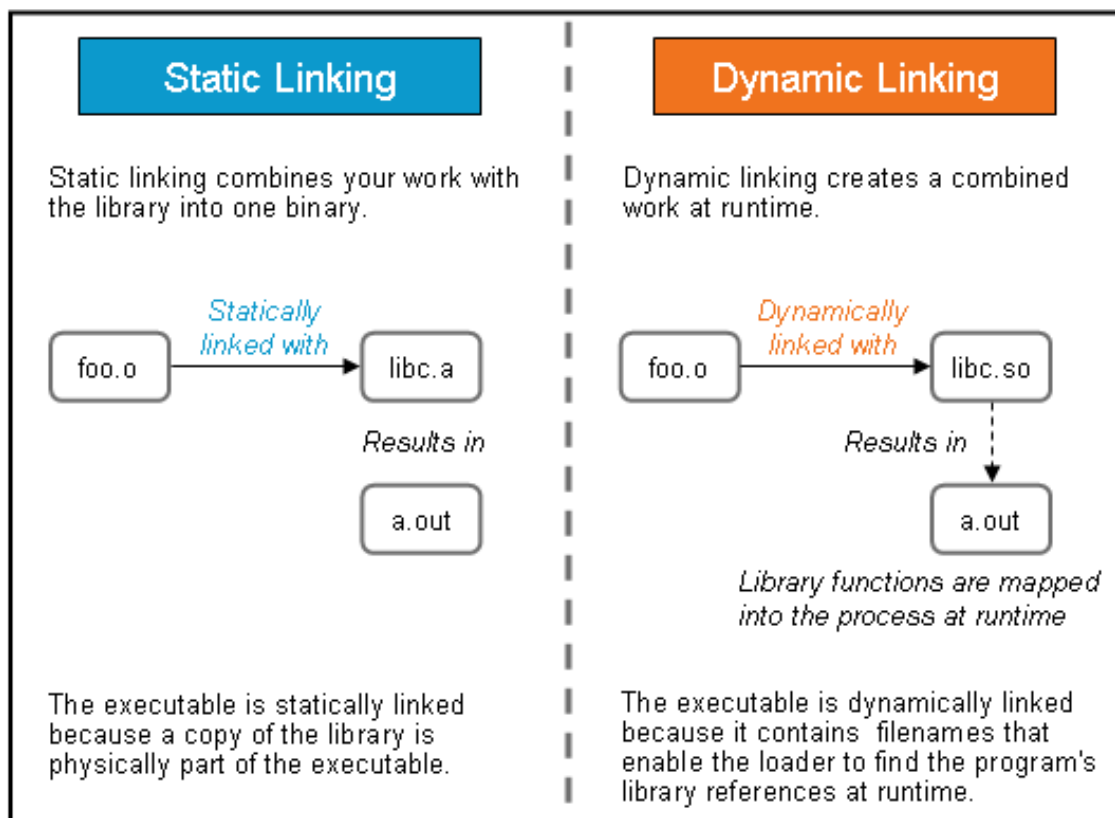 Static Linking
Static linking combines your work with
the library into one binary.
Statically
linked with
foo.o
libc.a
Results in
a.out
The executable is statically linked
because a copy of the library is
physically part of the executable.
Dynamic Linking
Dynamic linking creates a combined
work at runtime.
Dynamically
linked with
foo.o
libc.so
Results in
a.out
Library functions are mapped
into the process at runtime
The executable is dynamically linked
because it contains filenames that
enable the loader to find the program's
library references at runtime.